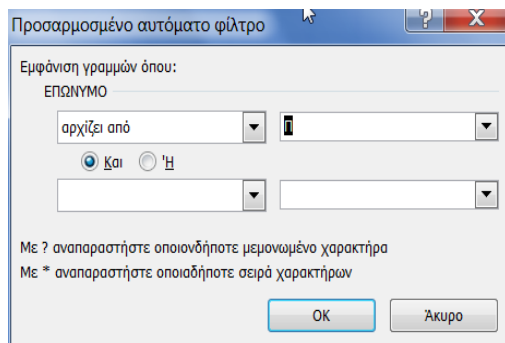 Προσαρμοσμένο αυτόματο φίλτρο
Εμφάνιση γραμμών όπου:
ΕΠΩΝΥΜΟ
αρχίζει από Π
Και Ή
Με ? αναπαραστήστε οποιονδήποτε μεμονωμένο χαρακτήρα
Με * αναπαραστήστε οποιαδήποτε σειρά χαρακτήρων
OK Άκυρο